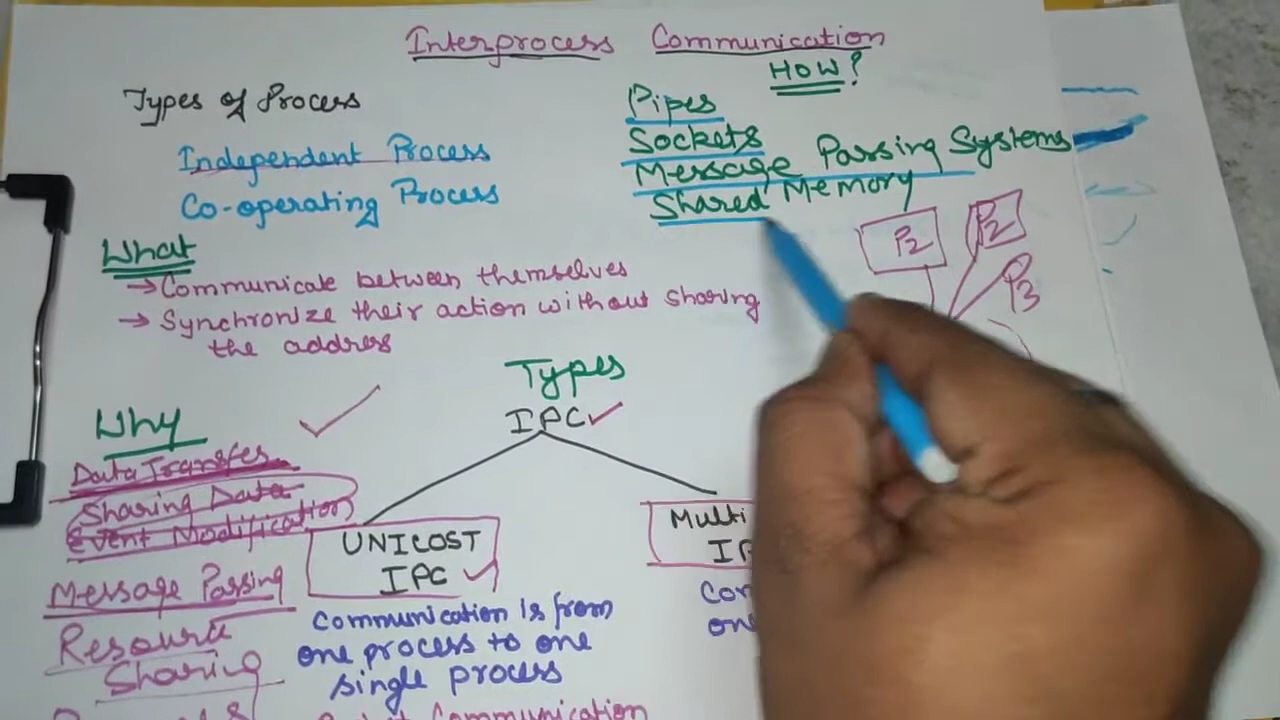 Interprocess Communication
HOW?
Types of Process
Independent Process
Co-operating Process
Pipes
Sockets
Message Passing Systems
Shared Memory
P2
P2
P3
What
→ Communicate between themselves
→ Synchronize their action without sharing
the address
Types
IPC
Why
Data Transfer
Sharing Data
Event Modification
Message Passing
Resource
Sharing
UNICOST
IPC
Communication is from
one process to one
single process
Communication
Multi